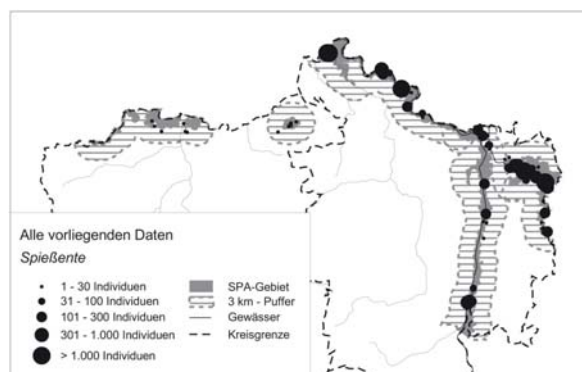 Alle vorliegenden Daten
Spießente
1 - 30 Individuen
31 - 100 Individuen
101 - 300 Individuen
301 - 1.000 Individuen
> 1.000 Individuen
SPA-Gebiet
3 km - Puffer
Gewässer
Kreisgrenze